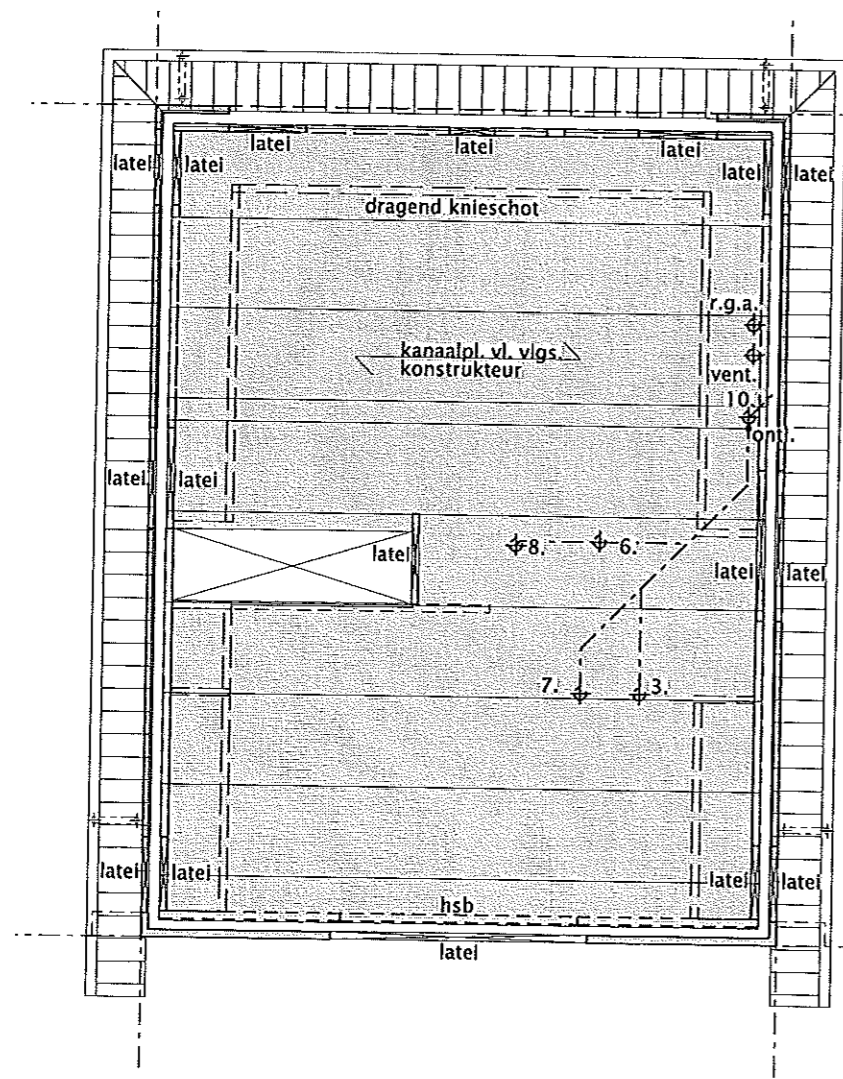 latei
latei
latei
latei
latei
latei
latei
dragend knieschot
r.g.a.
kanaalpl. vl. vlgs.
konstrukteur
vent.
10.
ont.
latei
latei
latei
8.
6.
latei
latei
7.
3.
latei
latei
hsb
latei
latei
latei